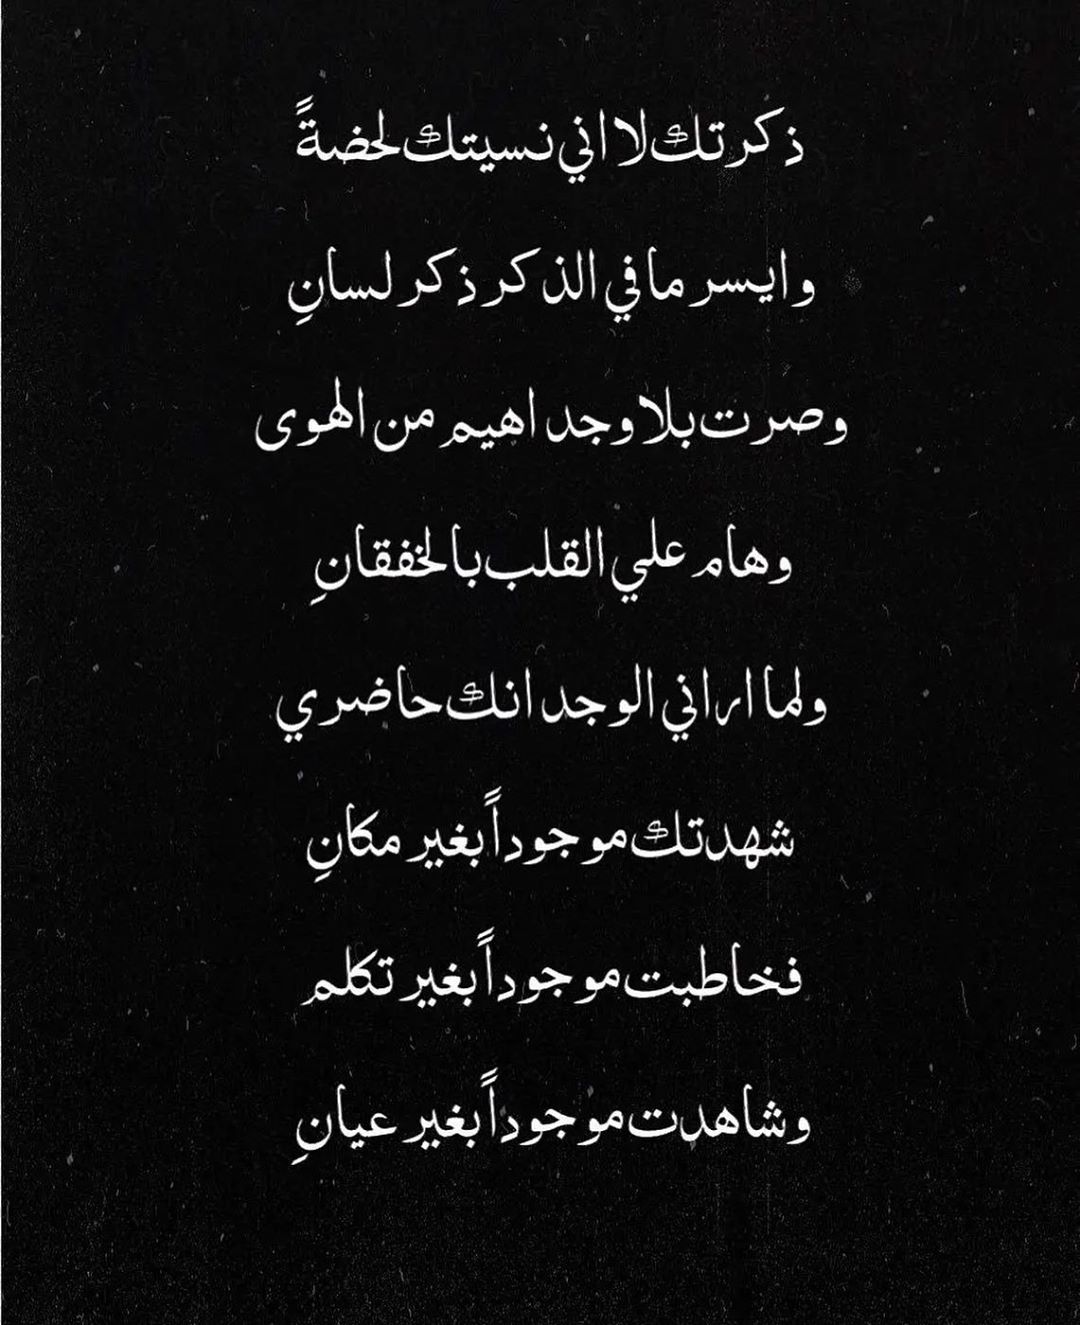 ذكرتك لا اني نسيتك لحضةً
وايسر ما في الذكر ذكر لسانِ
وصرت بلا وجد اهيم من الهوى
وهام علي القلب بالخفقانِ
ولما اراني الوجد انك حاضري
شهدتك موجوداً بغير مكانِ
فخاطبت موجوداً بغير تكلم
وشاهدت موجوداً بغير عيانِ